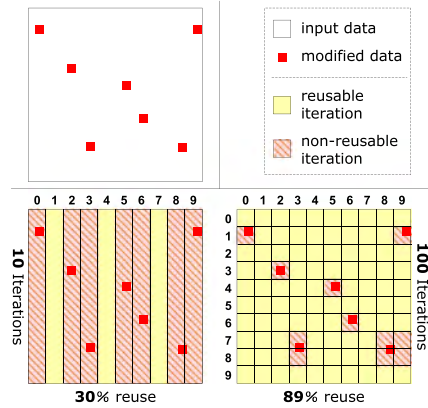 input data
modified data
reusable
iteration
non-reusable
iteration
0 1 2 3 4 5 6 7 8 9
10 Iterations
30% reuse
0 1 2 3 4 5 6 7 8 9
0
1
2
3
4
5
6
7
8
9
100 Iterations
89% reuse